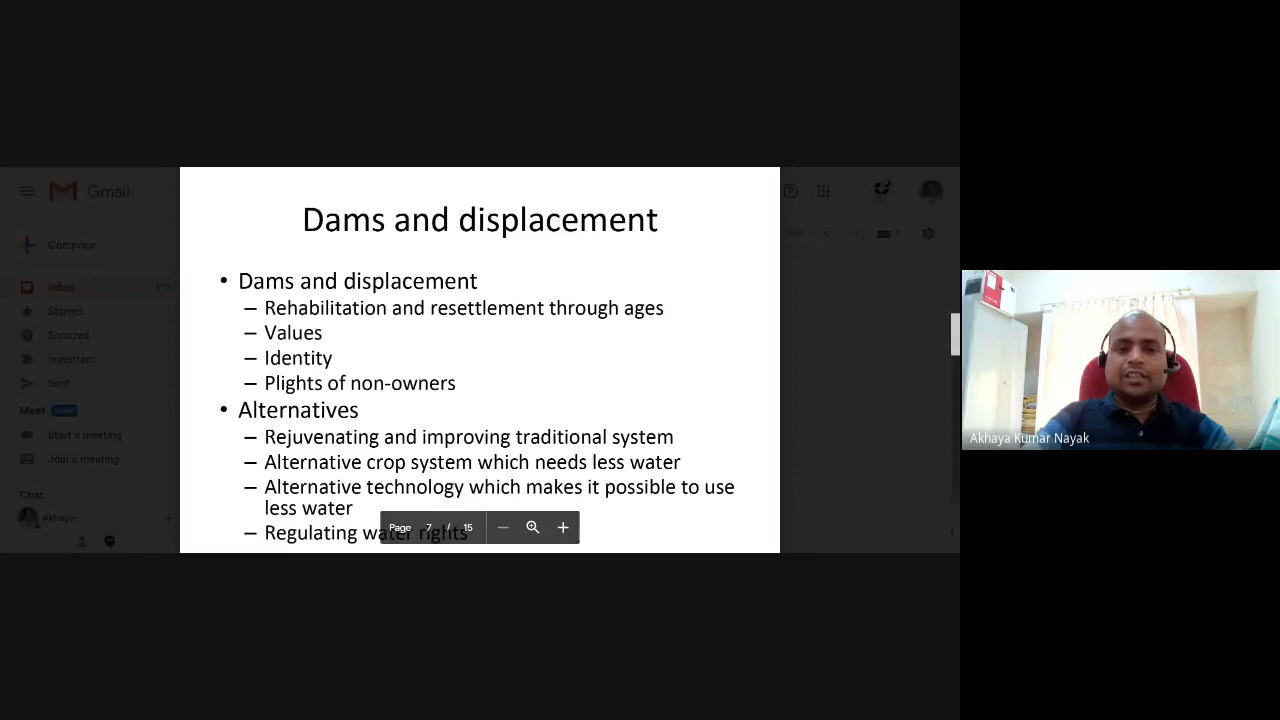 Gmail
Compose
Inbox
Starred
Snoozed
Important
Sent
Meet New
Start a meeting
Join a meeting
Chat
Akhaya
Dams and displacement
• Dams and displacement
– Rehabilitation and resettlement through ages
– Values
– Identity
– Plights of non-owners
• Alternatives
– Rejuvenating and improving traditional system
– Alternative crop system which needs less water
– Alternative technology which makes it possible to use
less water
– Regulating water rights
Page 7 / 15
Akhaya Kumar Nayak